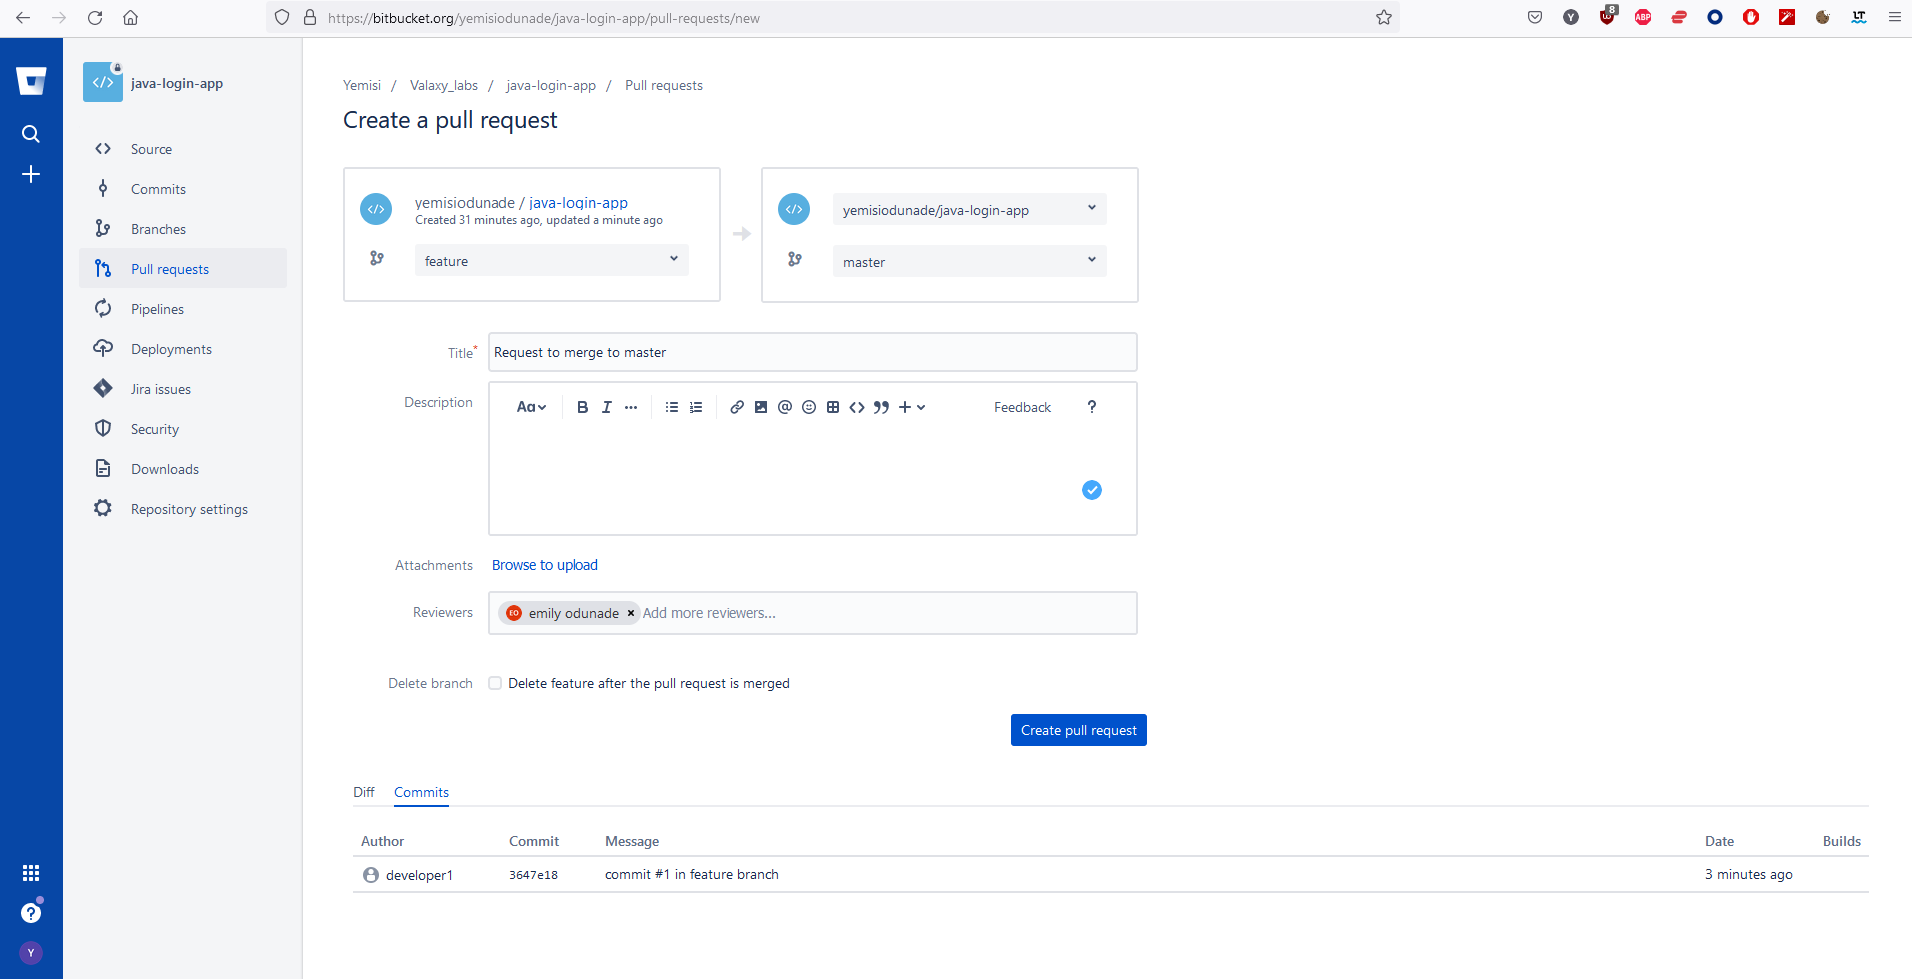 https://bitbucket.org/yemisiodunade/java-login-app/pull-requests/new
Y
8
ABP
LT
java-login-app
Source
Commits
Branches
Pull requests
Pipelines
Deployments
Jira issues
Security
Downloads
Repository settings
?
Y
Yemisi / Valaxy_labs / java-login-app / Pull requests
Create a pull request
yemisiodunade / java-login-app
Created 31 minutes ago, updated a minute ago
feature
yemisiodunade/java-login-app
master
Title* Request to merge to master
Description
Aa B I ... Feedback ?
Attachments Browse to upload
Reviewers EO emily odunade × Add more reviewers...
Delete branch Delete feature after the pull request is merged
Create pull request
Diff Commits
Author Commit Message Date Builds
developer1 3647e18 commit #1 in feature branch 3 minutes ago